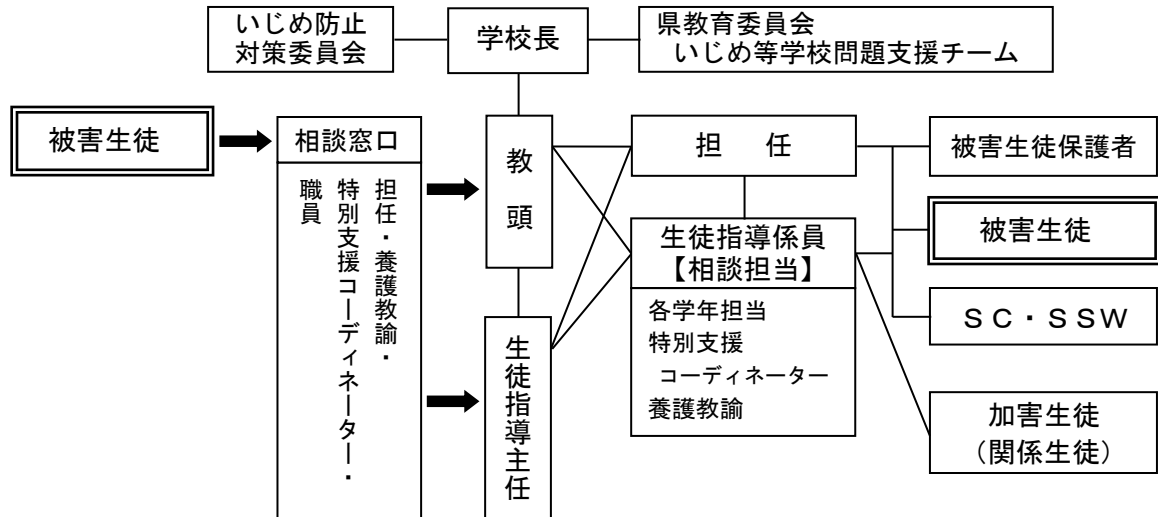 いじめ防止
対策委員会
学校長
県教育委員会
いじめ等学校問題支援チーム
被害生徒
相談窓口
担任・養護教諭・
特別支援コーディネーター・
職員
教頭
生徒指導主任
担　任
生徒指導係員
【相談担当】
各学年担当
特別支援
コーディネーター
養護教諭
被害生徒保護者
被害生徒
ＳＣ・ＳＳＷ
加害生徒
（関係生徒）